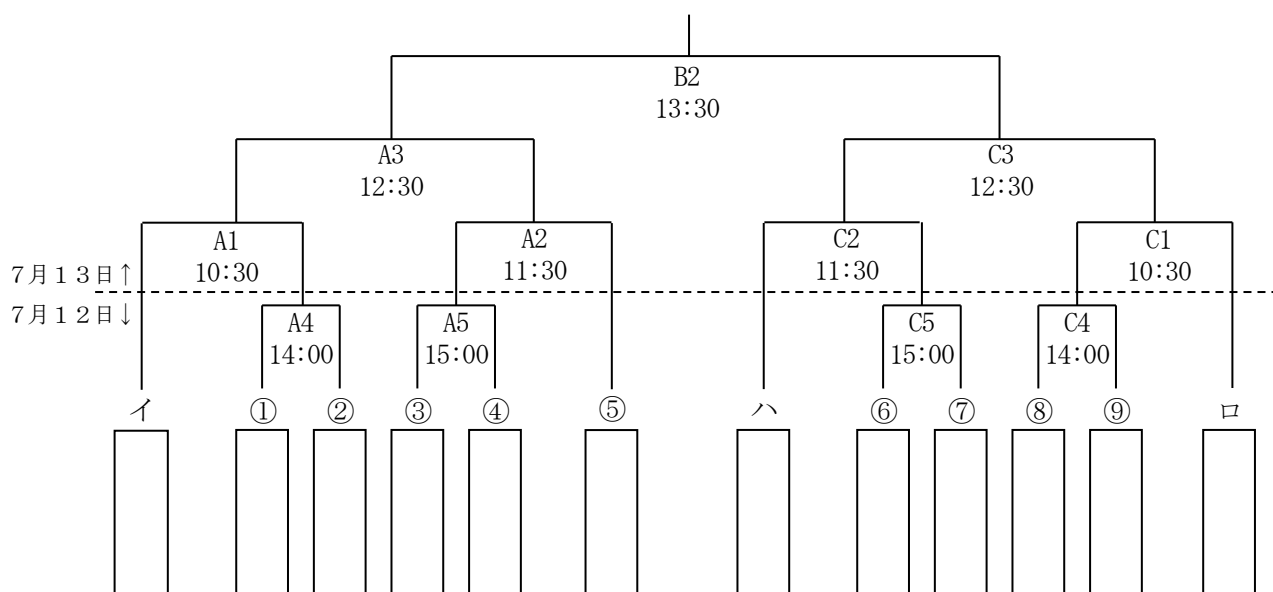 B2
13:30
A3
12:30
C3
12:30
A1
10:30
A2
11:30
C2
11:30
C1
10:30
７月１３日↑
７月１２日↓
A4
14:00
A5
15:00
C5
15:00
C4
14:00
イ ① ② ③ ④ ⑤ ハ ⑥ ⑦ ⑧ ⑨ ロ